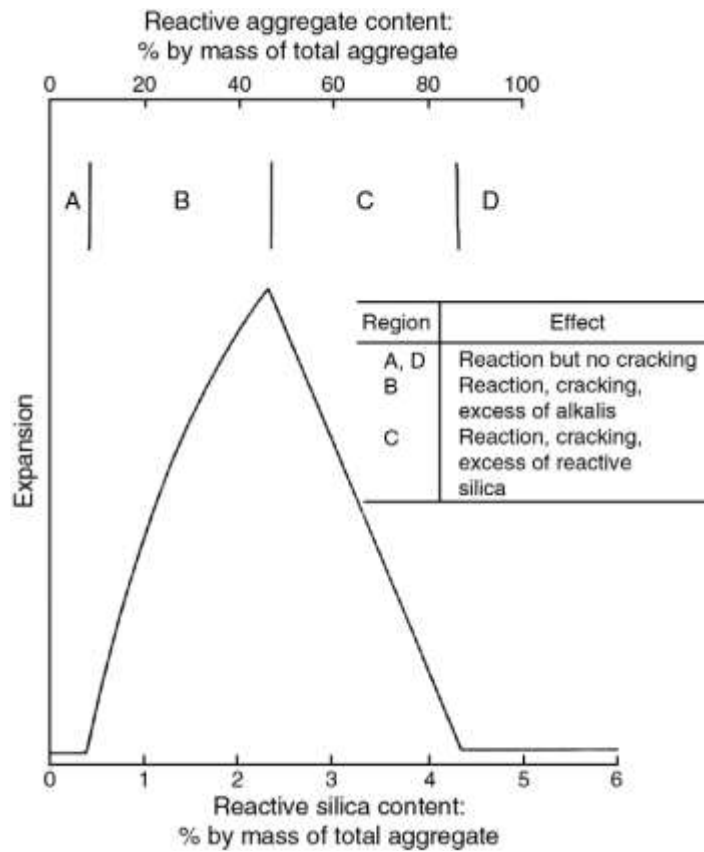 Reactive aggregate content:
% by mass of total aggregate
0 20 40 60 80 100
A B C D
Region Effect
A, D Reaction but no cracking
B Reaction, cracking,
excess of alkalis
C Reaction, cracking,
excess of reactive
silica
Expansion
0 1 2 3 4 5 6
Reactive silica content:
% by mass of total aggregate